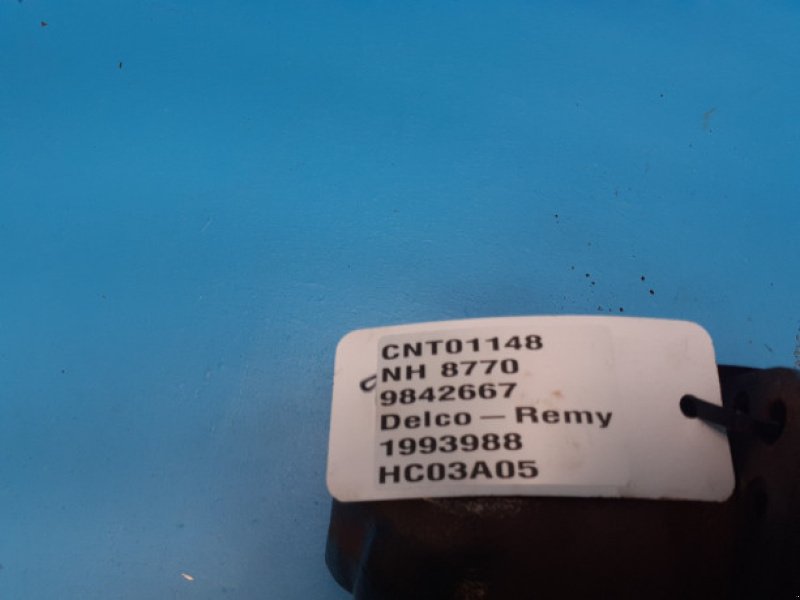 CNT01148
NH 8770
9842667
Delco-Remy
1993988
HC03A05